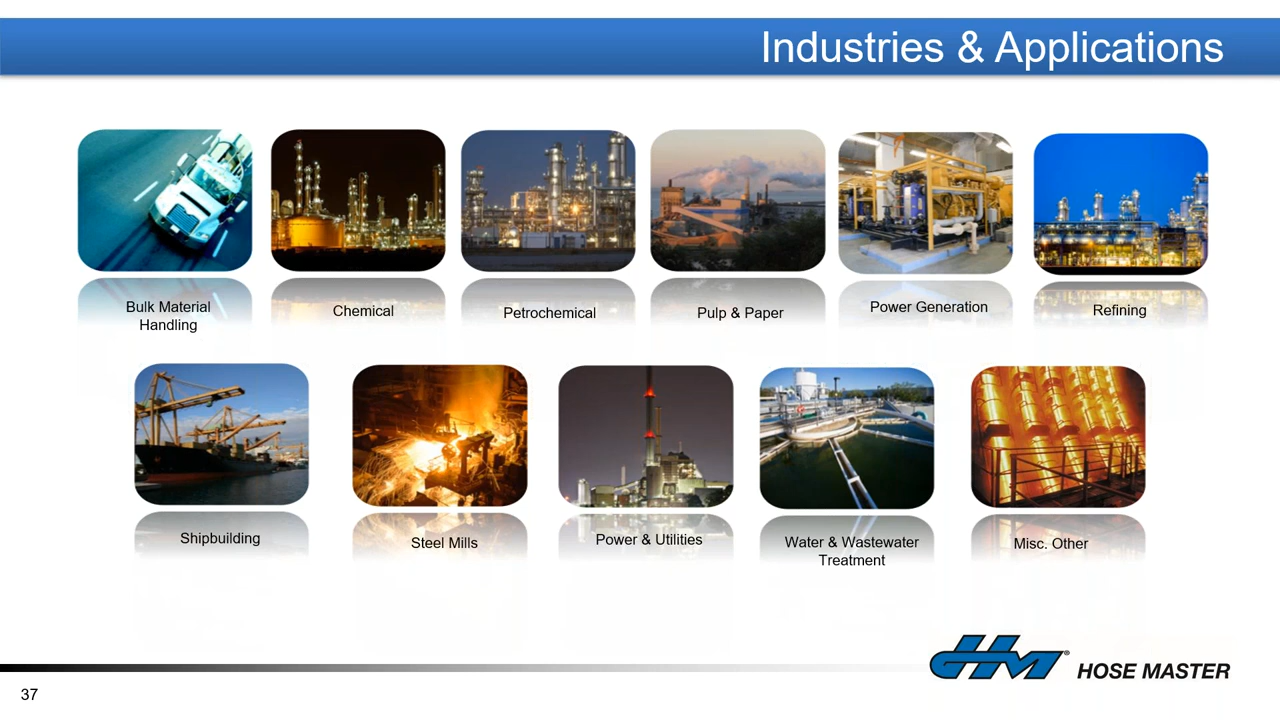 Industries & Applications
Bulk Material
Handling
Chemical
Petrochemical
Pulp & Paper
Power Generation
Refining
Shipbuilding
Steel Mills
Power & Utilities
Water & Wastewater
Treatment
Misc. Other
HM® HOSE MASTER
37